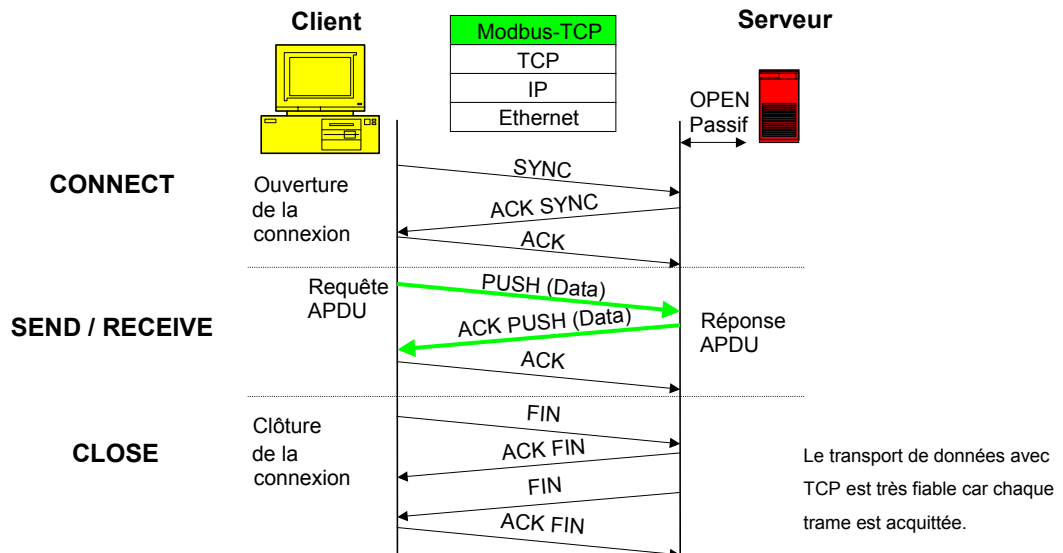 Client
Serveur
Modbus-TCP
TCP
IP
Ethernet
OPEN
Passif
CONNECT
Ouverture
de la
connexion
SYNC
ACK SYNC
ACK
SEND / RECEIVE
Requête
APDU
PUSH (Data)
ACK PUSH (Data)
ACK
Réponse
APDU
CLOSE
Clôture
de la
connexion
FIN
ACK FIN
FIN
ACK FIN
Le transport de données avec
TCP est très fiable car chaque
trame est acquittée.